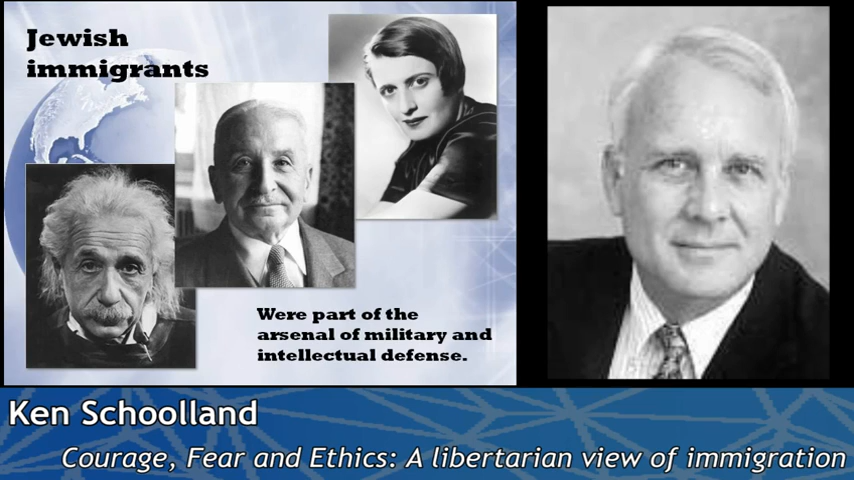 Jewish
immigrants
Were part of the
arsenal of military and
intellectual defense.
Ken Schoolland
Courage, Fear and Ethics: A libertarian view of immigration